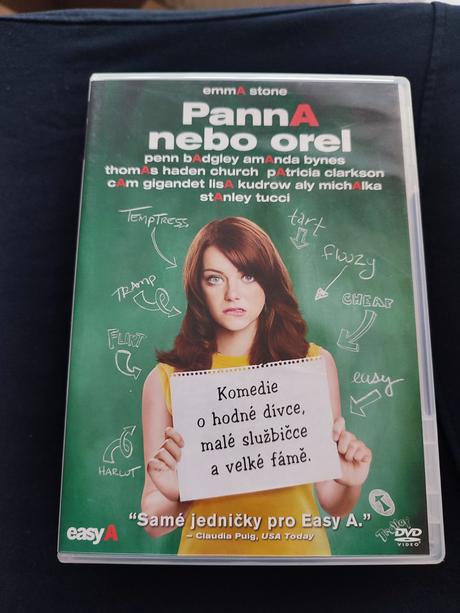 emmA stone
PannA
nebo orel
penn bAdgley amAnda bynes
thomAs haden church pAtricia clarkson
cAm gigandet lisA kudrow aly michAlka
stAnley tucci
TEMPTRESS
tart
floozy
TRAMP
CHEAP
FLIRT
easy
HARLOT
Komedie
o hodné dívce,
malé službičce
a velké fámě.
"Samé jedničky pro Easy A."
– Claudia Puig, USA Today
easyA
DVD
VIDEO